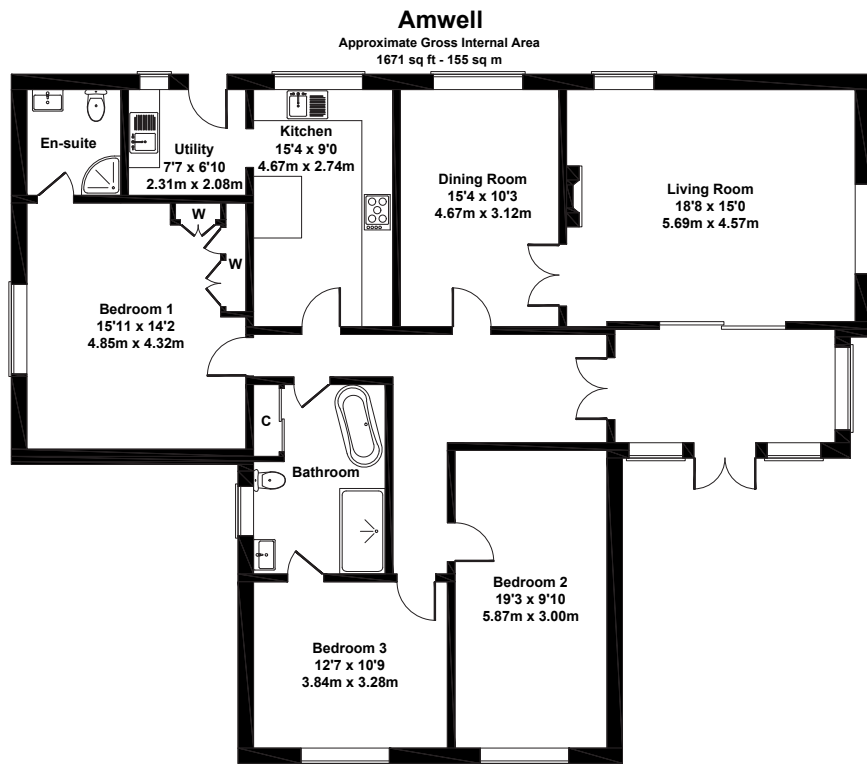 Amwell
Approximate Gross Internal Area
1671 sq ft - 155 sq m
En-suite
Utility
7'7 x 6'10
2.31m x 2.08m
Kitchen
15'4 x 9'0
4.67m x 2.74m
Dining Room
15'4 x 10'3
4.67m x 3.12m
Living Room
18'8 x 15'0
5.69m x 4.57m
W
W
Bedroom 1
15'11 x 14'2
4.85m x 4.32m
C
Bathroom
Bedroom 2
19'3 x 9'10
5.87m x 3.00m
Bedroom 3
12'7 x 10'9
3.84m x 3.28m